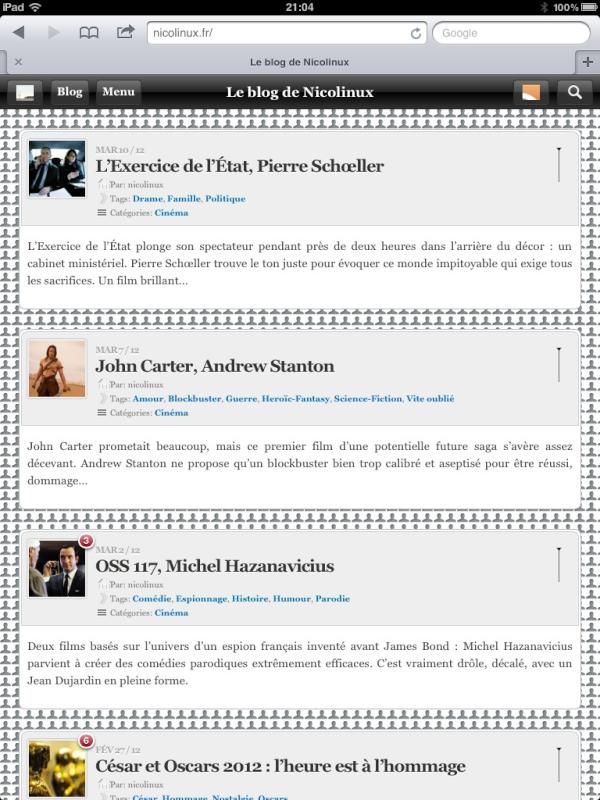 iPad 21:04 100%
nicolinux.fr/ Google
Le blog de Nicolinux
Blog Menu Le blog de Nicolinux
MAR 10 / 12
L'Exercice de l'État, Pierre Schœller
Par: nicolinux
Tags: Drame, Famille, Politique
Catégories: Cinéma
L'Exercice de l'État plonge son spectateur pendant près de deux heures dans l'arrière du décor : un
cabinet ministériel. Pierre Schœller trouve le ton juste pour évoquer ce monde impitoyable qui exige tous
les sacrifices. Un film brillant...
MAR 7 / 12
John Carter, Andrew Stanton
Par: nicolinux
Tags: Amour, Blockbuster, Guerre, Heroïc-Fantasy, Science-Fiction, Vite oublié
Catégories: Cinéma
John Carter prometait beaucoup, mais ce premier film d'une potentielle future saga s'avère assez
décevant. Andrew Stanton ne propose qu'un blockbuster bien trop calibré et aseptisé pour être réussi,
dommage...
3
MAR 2 / 12
OSS 117, Michel Hazanavicius
Par: nicolinux
Tags: Comédie, Espionnage, Histoire, Humour, Parodie
Catégories: Cinéma
Deux films basés sur l'univers d'un espion français inventé avant James Bond : Michel Hazanavicius
parvient à créer des comédies parodiques extrêmement efficaces. C'est vraiment drôle, décalé, avec un
Jean Dujardin en pleine forme.
6
FÉV 27 / 12
César et Oscars 2012 : l'heure est à l'hommage
Par: nicolinux
Tags: César, Hommage, Nostalgie, Oscars